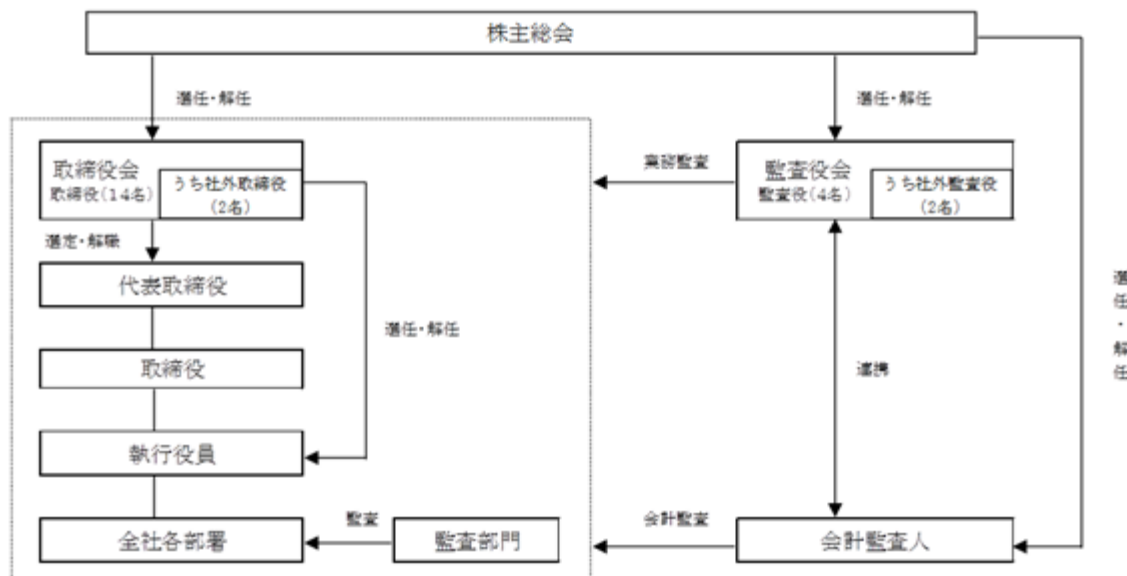 株主総会
選任・解任
選任・解任
取締役会
取締役(14名)
うち社外取締役
(2名)
業務監査
監査役会
監査役(4名)
うち社外監査役
(2名)
選定・解職
代表取締役
選任・解任
取締役
連携
選
任
・
解
任
執行役員
全社各部署
監査
監査部門
会計監査
会計監査人